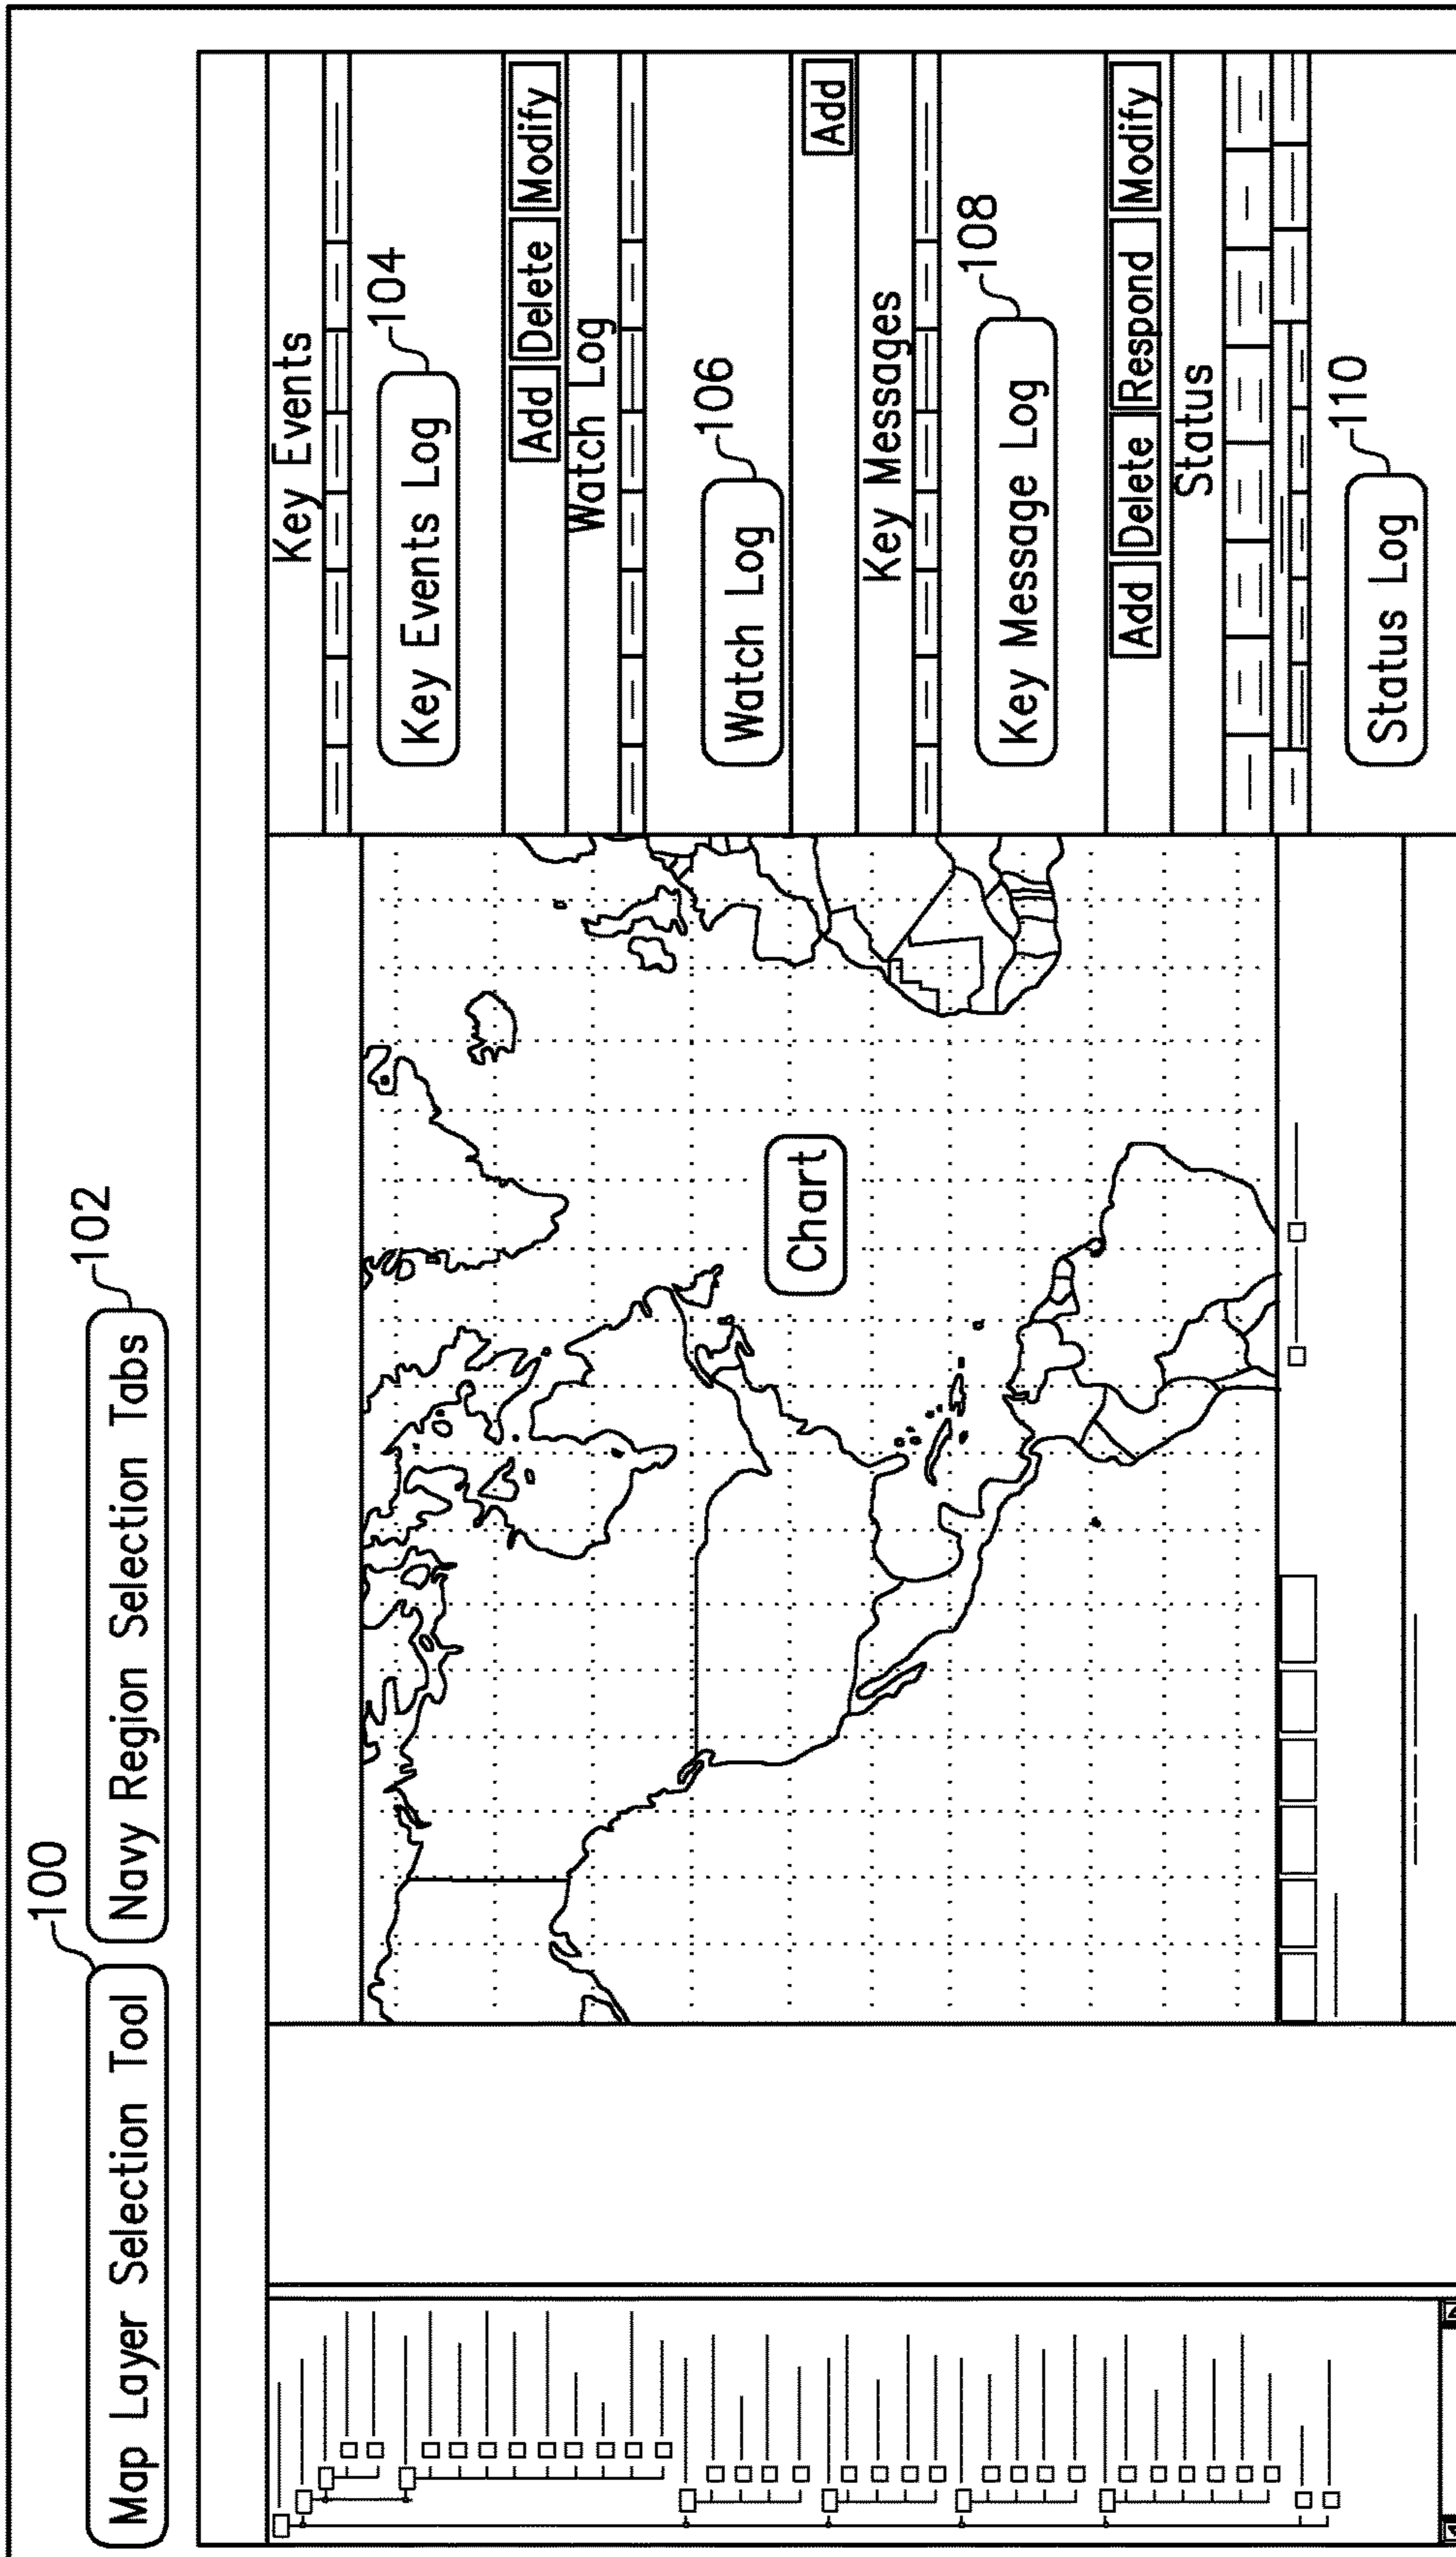 100
102
Map Layer Selection Tool
Navy Region Selection Tabs
Key Events
104
Key Events Log
Add Delete Modify
Watch Log
106
Watch Log
Add
Key Messages
108
Key Message Log
Add Delete Respond Modify
Status
110
Status Log
Chart